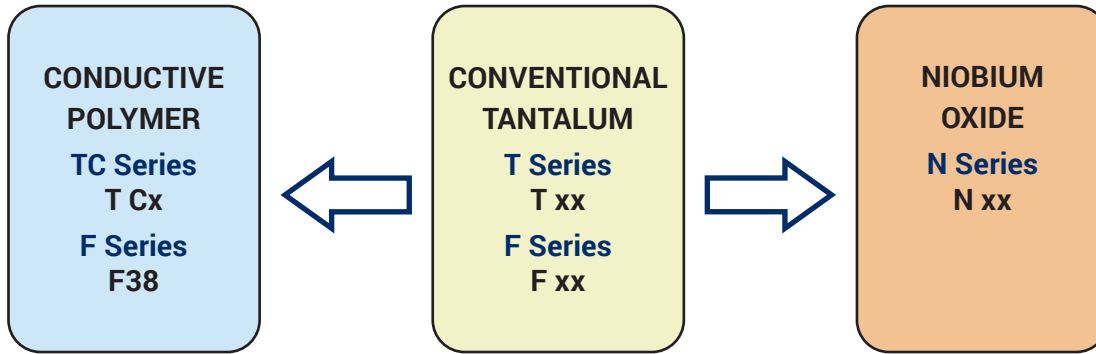 CONDUCTIVE
POLYMER
TC Series
T Cx
F Series
F38
CONVENTIONAL
TANTALUM
T Series
T xx
F Series
F xx
NIOBIUM
OXIDE
N Series
N xx